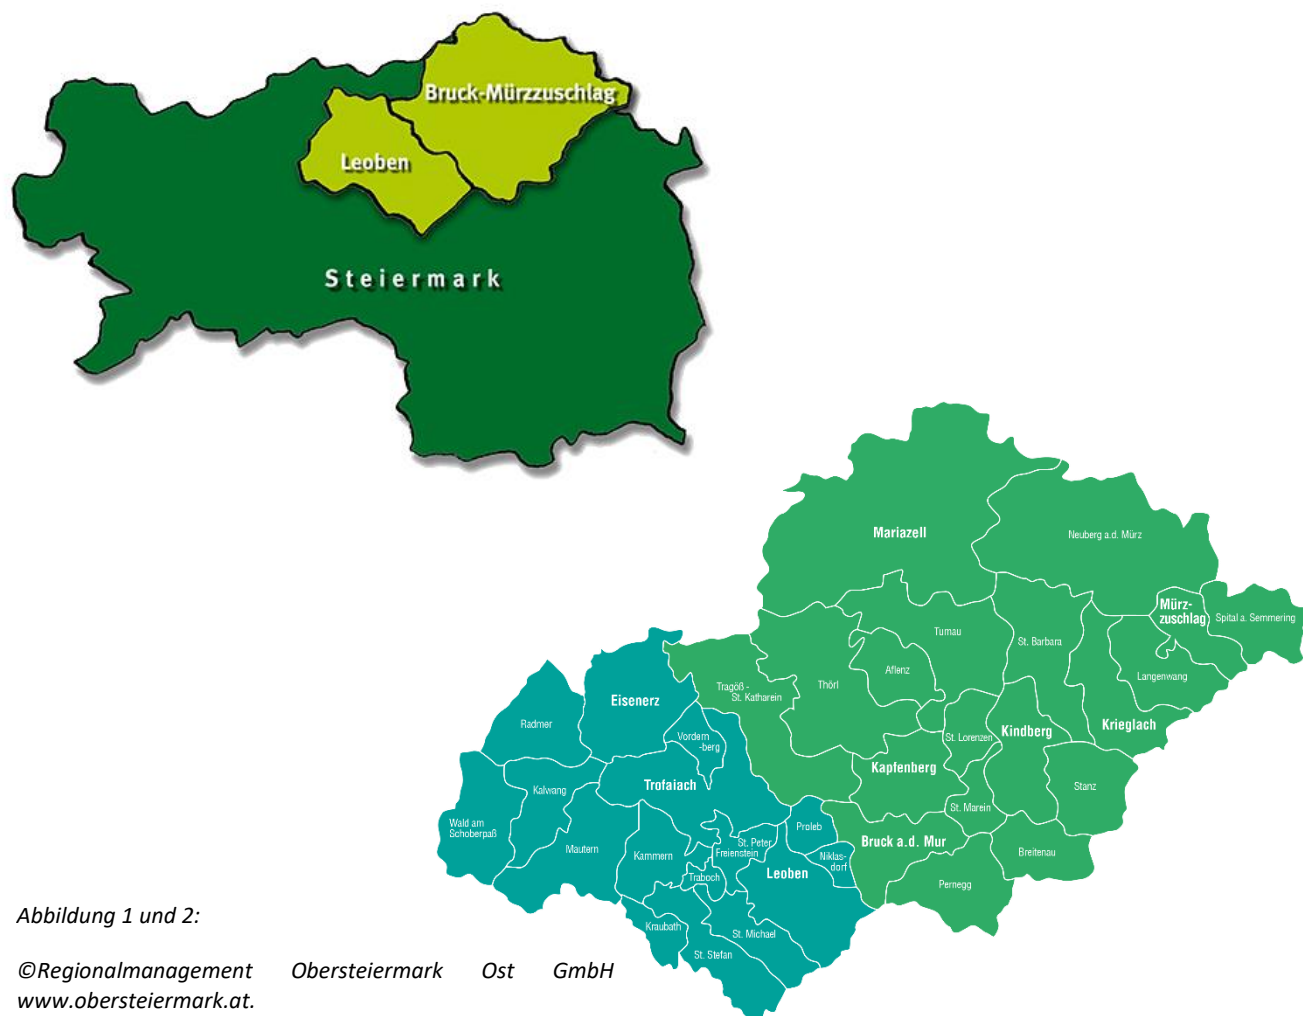 Bruck-Mürzzuschlag
Leoben
Steiermark
Mariazell
Neuberg a.d. Mürz
Mürz-
zuschlag
Spital a. Semmering
Turnau
St. Barbara
Aflenz
Langenwang
Thörl
Tragöß -
St. Katharein
Eisenerz
Radmer
Vordern
-berg
St. Lorenzen
Kindberg
Krieglach
Kapfenberg
Trofaiach
Kalwang
Stanz
St. Marein
Wald am
Schoberpaß
Proleb
Bruck a.d. Mur
St. Peter
Freienstein
Mautern
Kammern
Niklas-
dorf
Breitenau
Leoben
Traboch
Pernegg
Kraubath
St. Michael
St. Stefan
Abbildung 1 und 2:
©Regionalmanagement Obersteiermark Ost GmbH
www.obersteiermark.at.